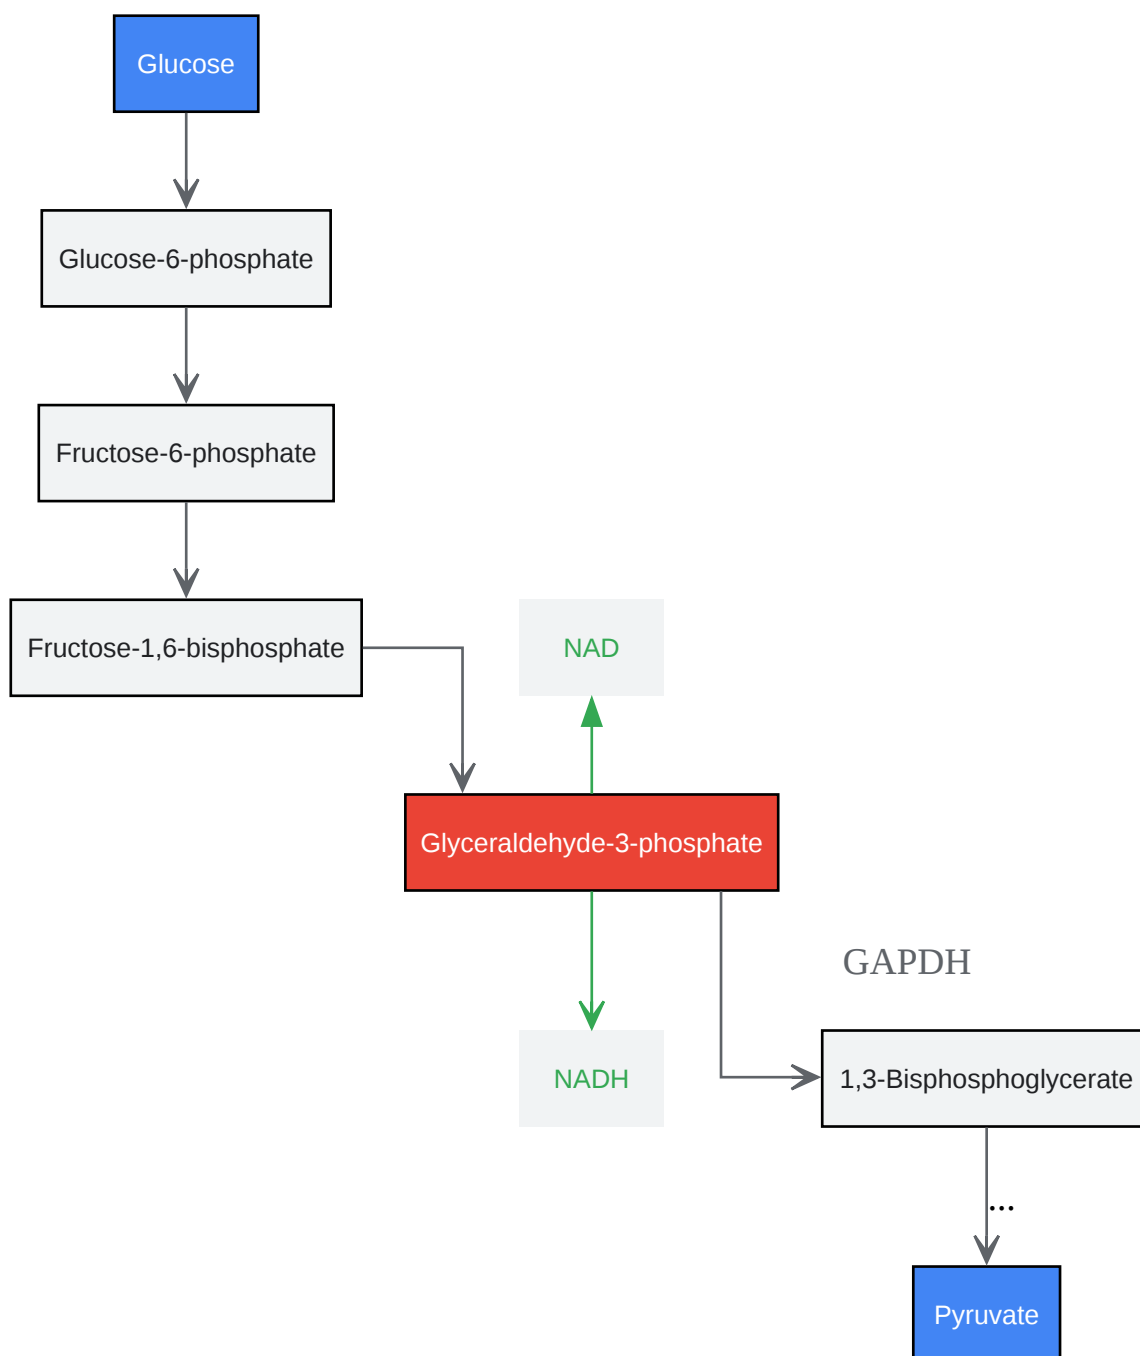 Glucose
Glucose-6-phosphate
Fructose-6-phosphate
Fructose-1,6-bisphosphate
NAD
Glyceraldehyde-3-phosphate
GAPDH
NADH
1,3-Bisphosphoglycerate
...
Pyruvate